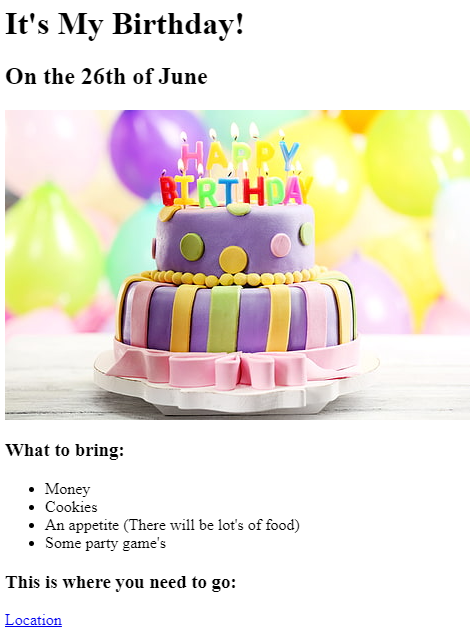 It's My Birthday!
On the 26th of June
HAPPY
BIRTHDAY
What to bring:
Money
Cookies
An appetite (There will be lot's of food)
Some party game's
This is where you need to go:
Location